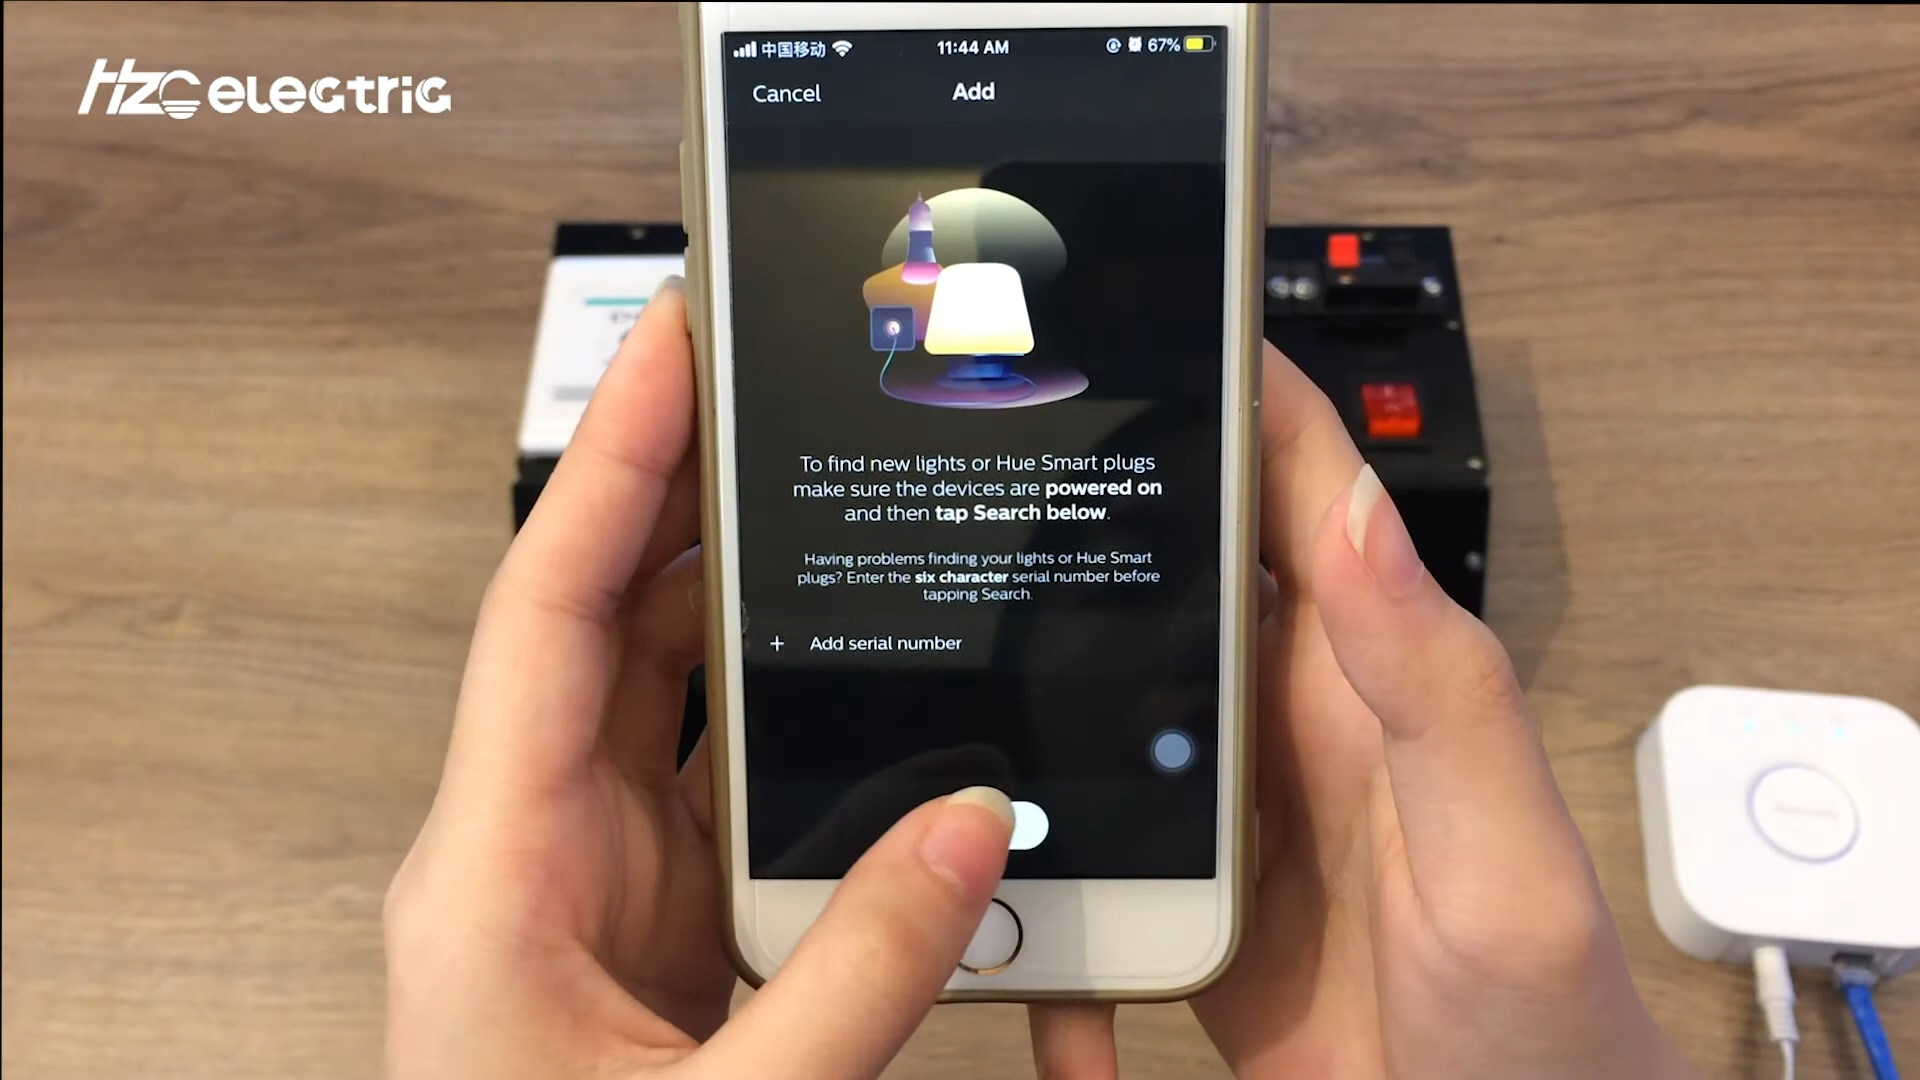 HZC electric
中国移动 11:44 AM 67%
Cancel Add
To find new lights or Hue Smart plugs
make sure the devices are powered on
and then tap Search below.
Having problems finding your lights or Hue Smart
plugs? Enter the six character serial number before
tapping Search.
+ Add serial number